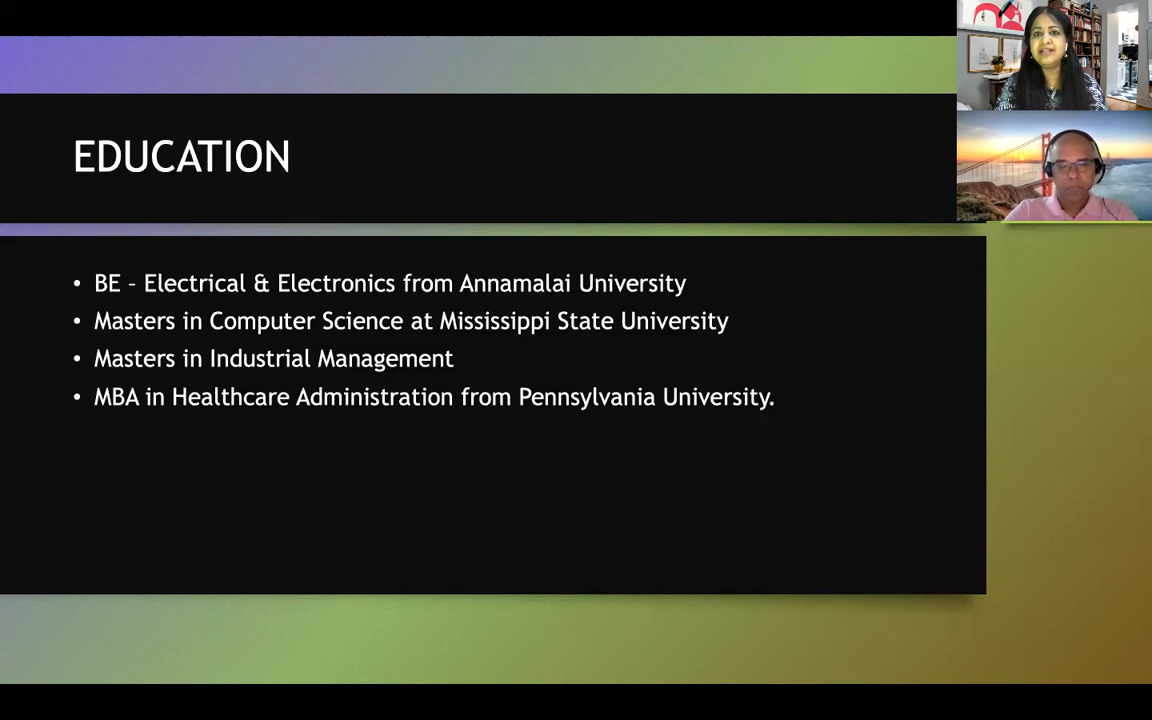 EDUCATION
• BE – Electrical & Electronics from Annamalai University
• Masters in Computer Science at Mississippi State University
• Masters in Industrial Management
• MBA in Healthcare Administration from Pennsylvania University.